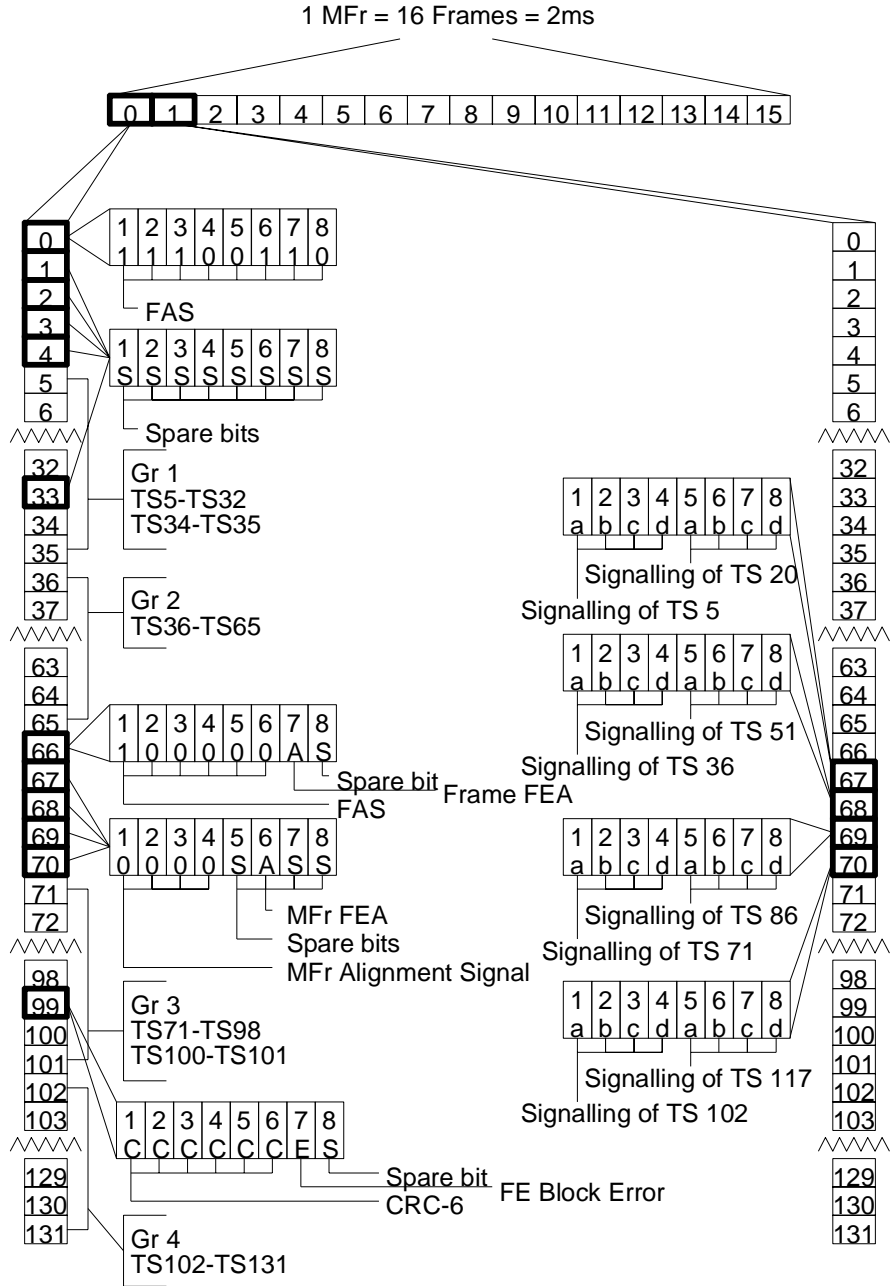 1 MFr = 16 Frames = 2ms
0 1 2 3 4 5 6 7 8 9 10 11 12 13 14 15
0
1
2
3
4
5
6
32
33
34
35
36
37
63
64
65
66
67
68
69
70
71
72
98
99
100
101
102
103
129
130
131
1 2 3 4 5 6 7 8
1 1 1 0 0 1 1 0
FAS
1 2 3 4 5 6 7 8
S S S S S S S S
Spare bits
Gr 1
TS5-TS32
TS34-TS35
Gr 2
TS36-TS65
1 2 3 4 5 6 7 8
1 0 0 0 0 0 A S
Spare bit
Frame FEA
FAS
1 2 3 4 5 6 7 8
0 0 0 0 S A S S
MFr FEA
Spare bits
MFr Alignment Signal
Gr 3
TS71-TS98
TS100-TS101
1 2 3 4 5 6 7 8
C C C C C C E S
Spare bit
FE Block Error
CRC-6
Gr 4
TS102-TS131
1 2 3 4 5 6 7 8
a b c d a b c d
Signalling of TS 20
Signalling of TS 5
1 2 3 4 5 6 7 8
a b c d a b c d
Signalling of TS 51
Signalling of TS 36
1 2 3 4 5 6 7 8
a b c d a b c d
Signalling of TS 86
Signalling of TS 71
1 2 3 4 5 6 7 8
a b c d a b c d
Signalling of TS 117
Signalling of TS 102
0
1
2
3
4
5
6
32
33
34
35
36
37
63
64
65
66
67
68
69
70
71
72
98
99
100
101
102
103
129
130
131